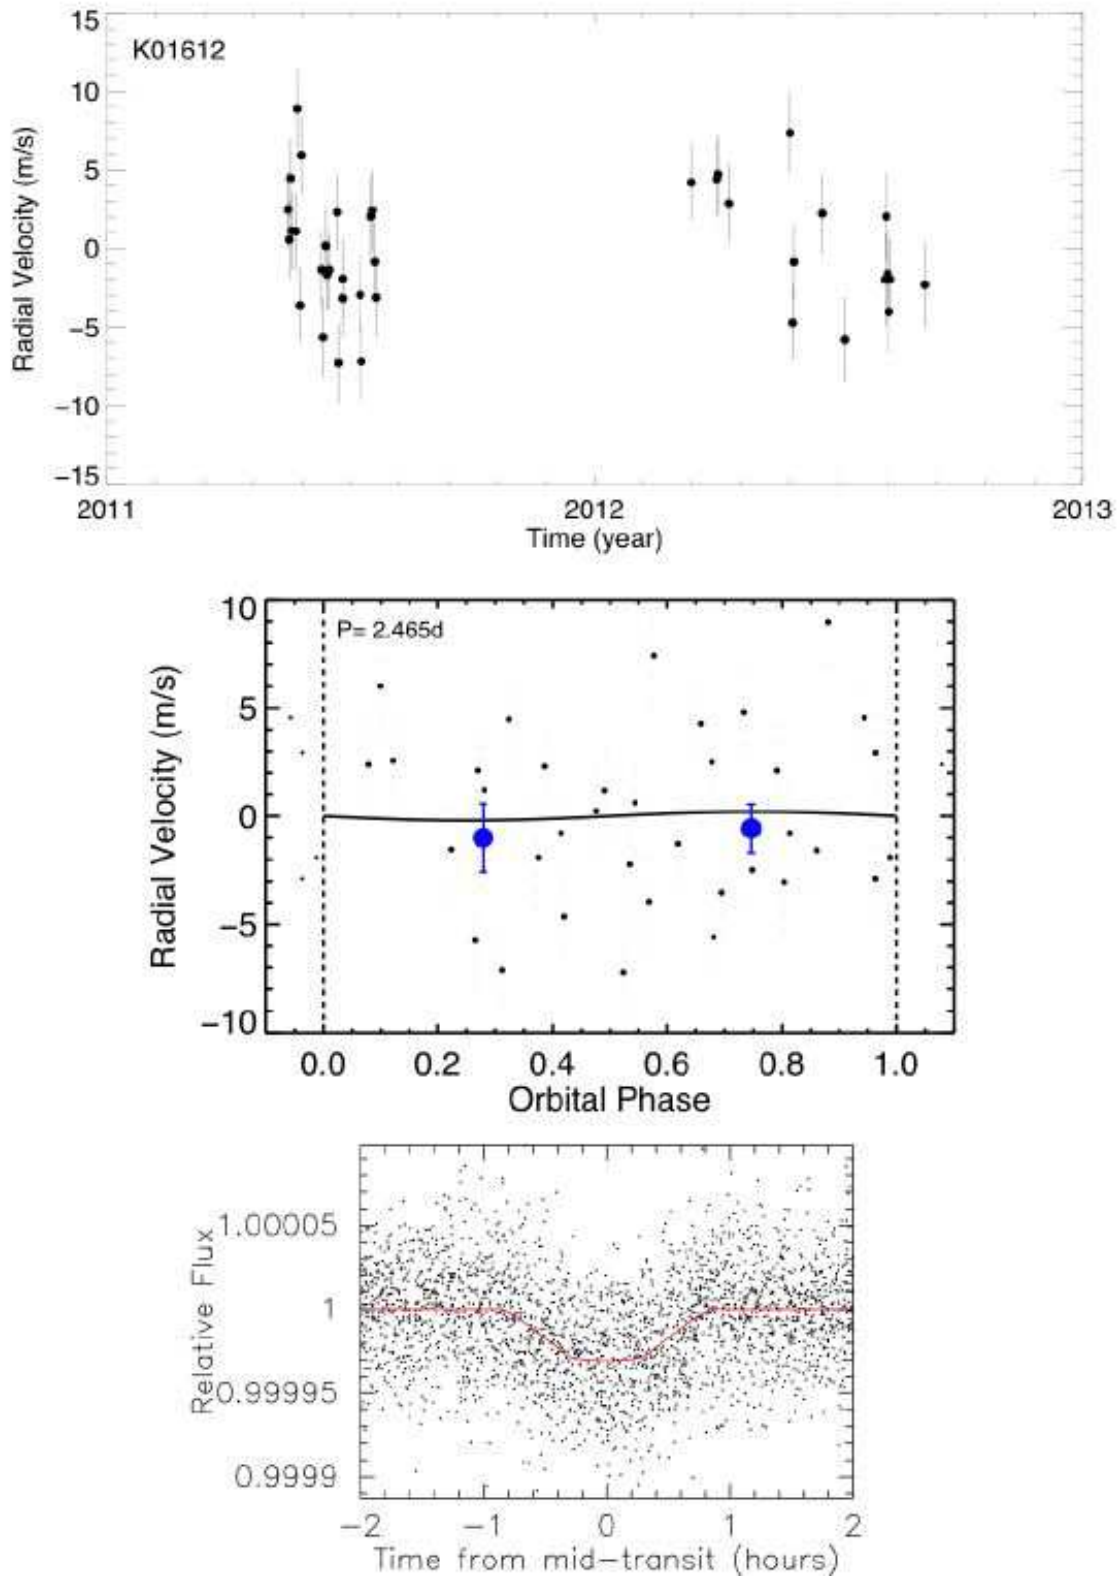 15
K01612
10
5
0
−5
−10
−15
Radial Velocity (m/s)
2011 2012 2013
Time (year)
10
P= 2.465d
5
0
−5
−10
Radial Velocity (m/s)
0.0 0.2 0.4 0.6 0.8 1.0
Orbital Phase
1.00005
1
0.99995
0.9999
Relative Flux
−2 −1 0 1 2
Time from mid−transit (hours)